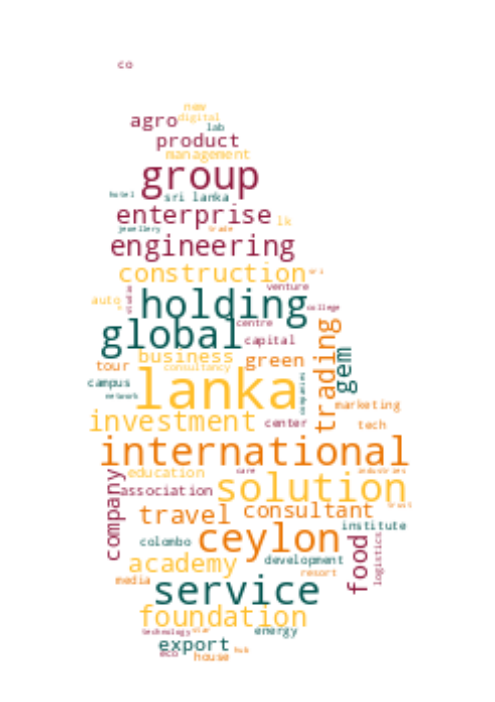 co
new
agro digital
lab
product
management
group
hotel sri lanka
enterprise lk
jewellery trade
engineering
construction
venture
auto holding college
global centre
capital
trading
business green gem
tour consultancy
campus lanka companies
network marketing
investment center tech
international
education care industries
company association solution
travel consultant
institute
colombo ceylon
academy development food logistics
media resort
service
foundation
technology energy
export hub
eco house